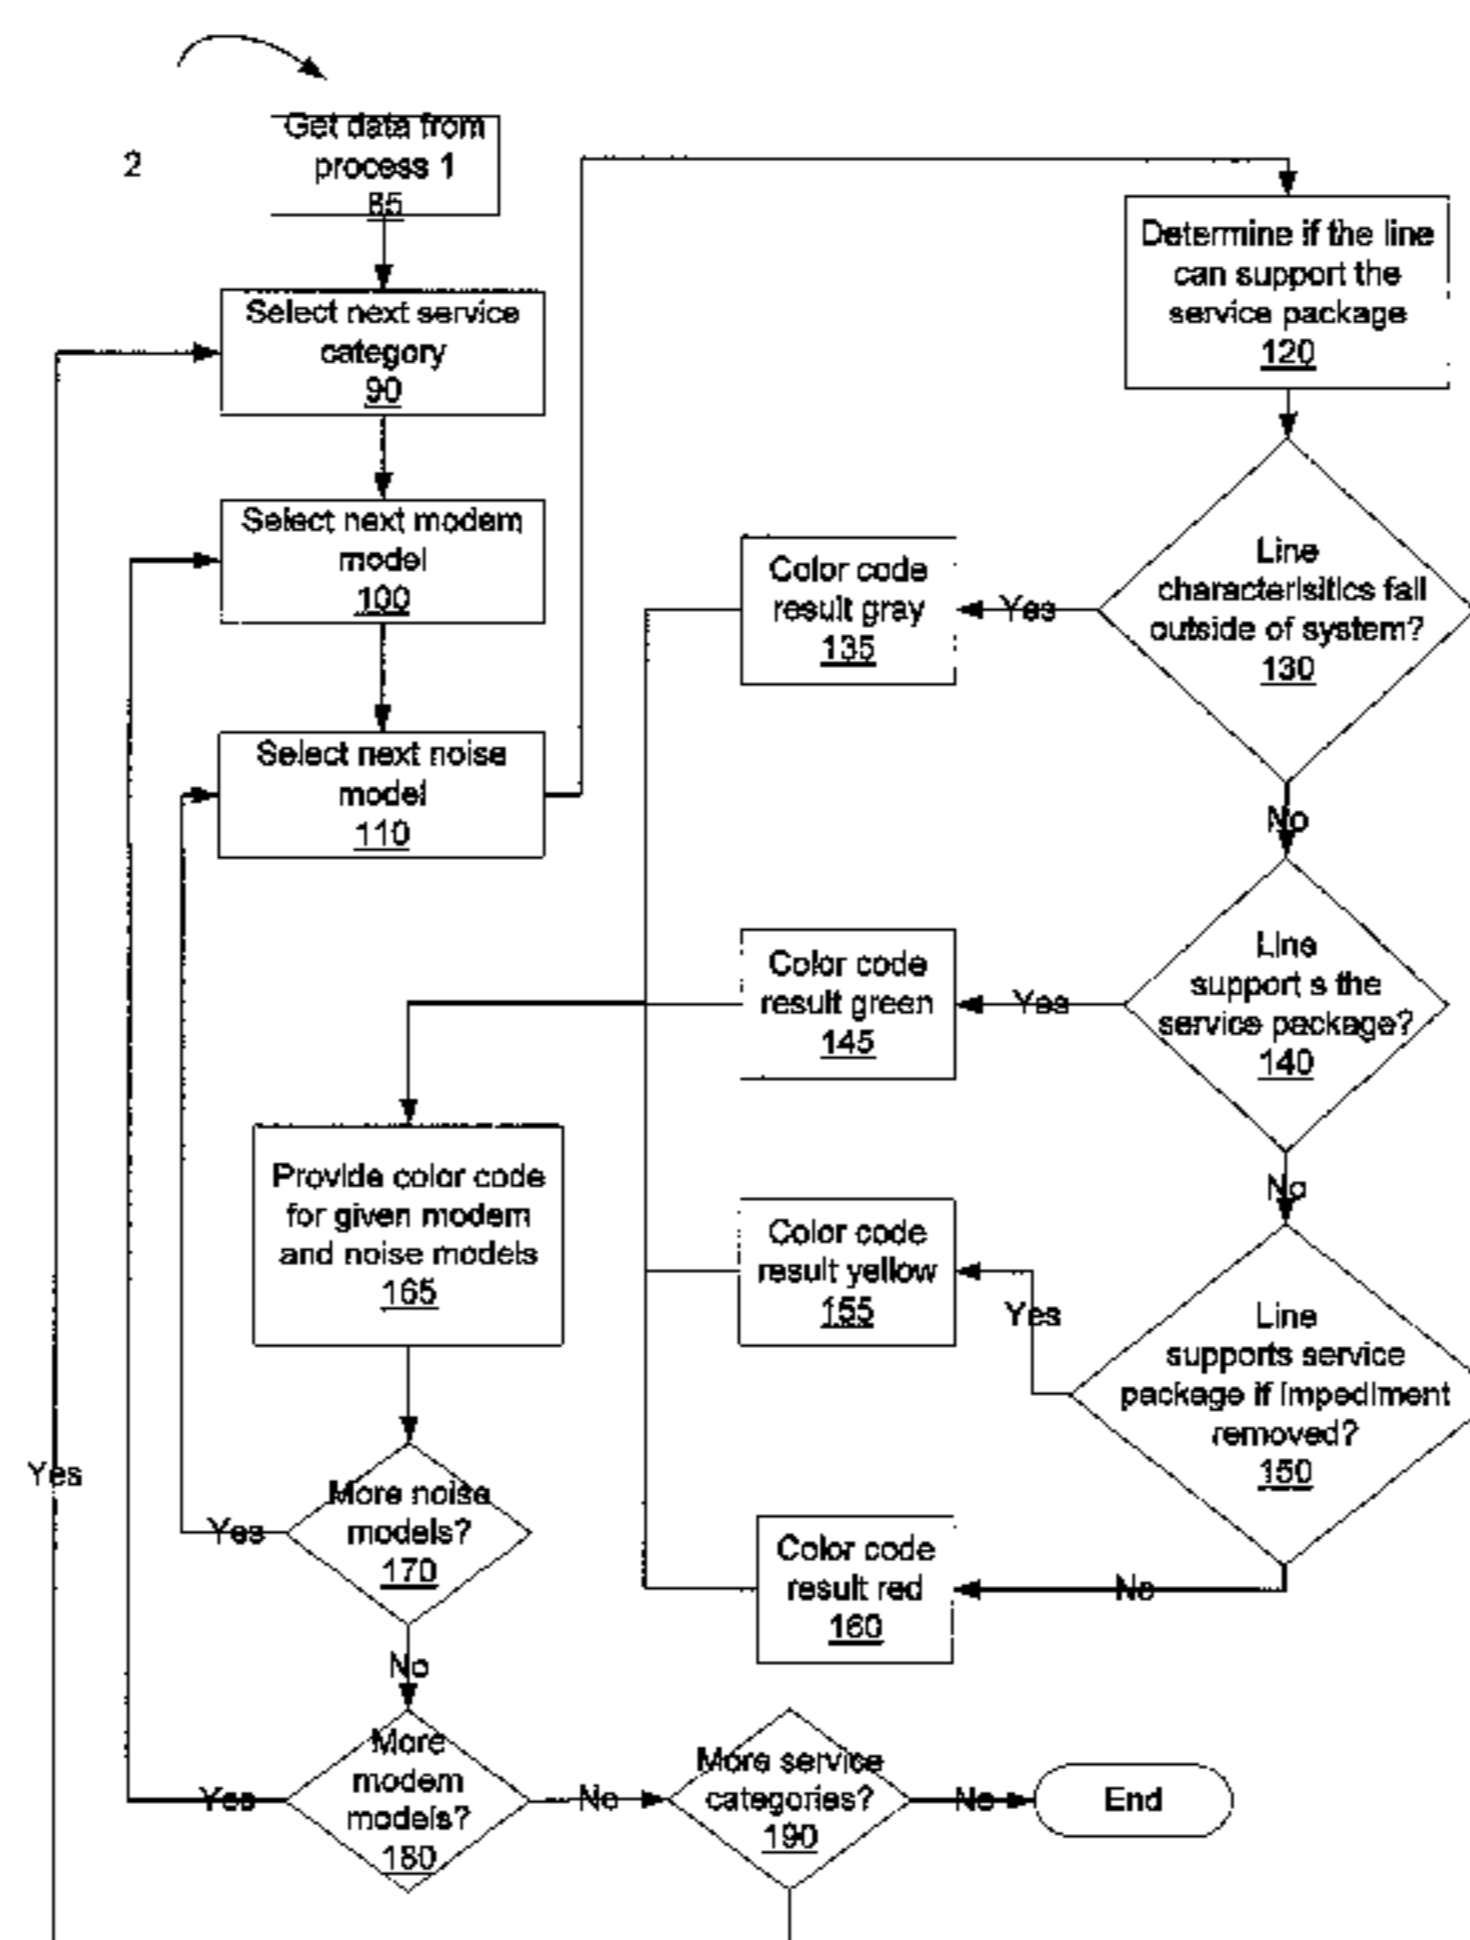 2
Get data from
process 1
85
Select next service
category
90
Select next modem
model
100
Select next noise
model
110
Determine if the line
can support the
service package
120
Line
characterisitics fall
outside of system?
130
Yes
Color code
result gray
135
No
Line
support s the
service package?
140
Yes
Color code
result green
145
No
Line
supports service
package if impediment
removed?
150
Yes
Color code
result yellow
155
No
Color code
result red
160
Provide color code
for given modem
and noise models
165
More noise
models?
170
Yes
No
More
modem
models?
180
Yes
No
More service
categories?
190
Yes
No
End